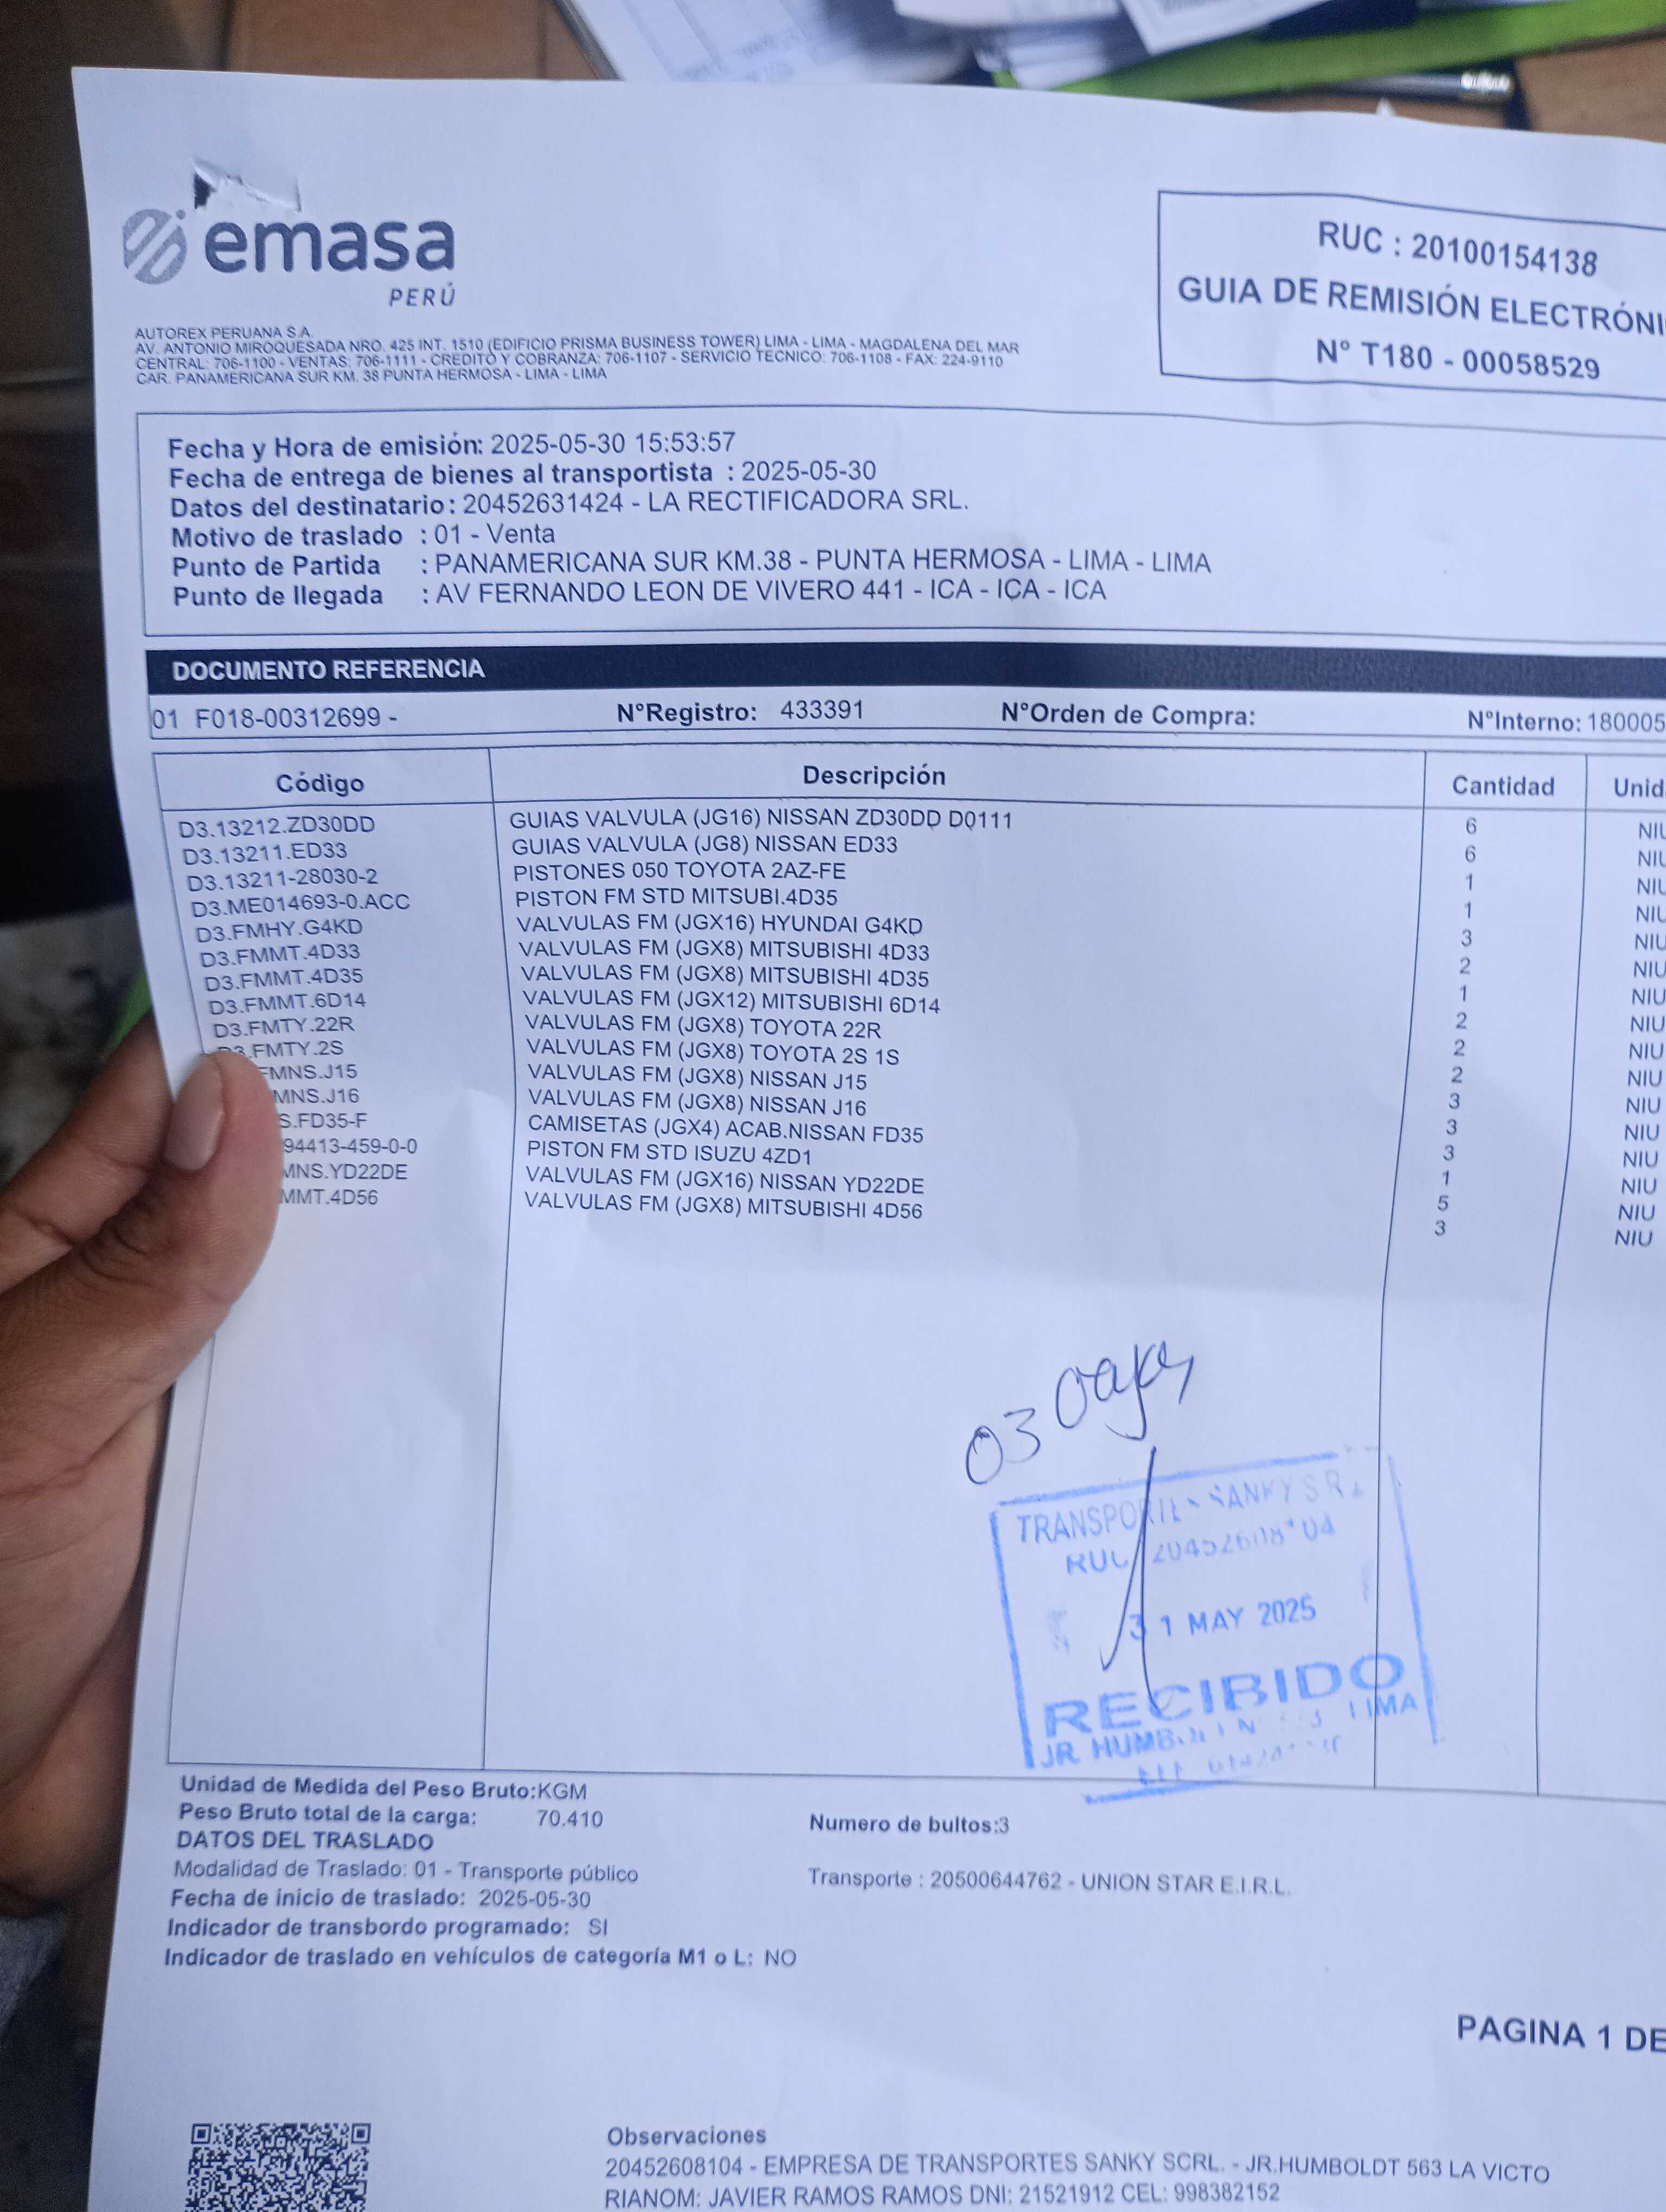 emasa
PERÚ
RUC : 20100154138
GUIA DE REMISIÓN ELECTRÓNI
N° T180 - 00058529
AUTOREX PERUANA S.A.
AV. ANTONIO MIROQUESADA NRO. 425 INT. 1510 (EDIFICIO PRISMA BUSINESS TOWER) LIMA - LIMA - MAGDALENA DEL MAR
CENTRAL: 706-1100 - VENTAS: 706-1111 - CREDITO Y COBRANZA: 706-1107 - SERVICIO TECNICO: 706-1108 - FAX: 224-9110
CAR. PANAMERICANA SUR KM. 38 PUNTA HERMOSA - LIMA - LIMA
Fecha y Hora de emisión: 2025-05-30 15:53:57
Fecha de entrega de bienes al transportista : 2025-05-30
Datos del destinatario : 20452631424 - LA RECTIFICADORA SRL.
Motivo de traslado : 01 - Venta
Punto de Partida : PANAMERICANA SUR KM.38 - PUNTA HERMOSA - LIMA - LIMA
Punto de llegada : AV FERNANDO LEON DE VIVERO 441 - ICA - ICA - ICA
DOCUMENTO REFERENCIA
01 F018-00312699 - N°Registro: 433391 N°Orden de Compra: N°Interno: 180005
Código Descripción Cantidad Unid
D3.13212.ZD30DD GUIAS VALVULA (JG16) NISSAN ZD30DD D0111 6 NIU
D3.13211.ED33 GUIAS VALVULA (JG8) NISSAN ED33 6 NIU
D3.13211-28030-2 PISTONES 050 TOYOTA 2AZ-FE 1 NIU
D3.ME014693-0.ACC PISTON FM STD MITSUBI.4D35 1 NIU
D3.FMHY.G4KD VALVULAS FM (JGX16) HYUNDAI G4KD 3 NIU
D3.FMMT.4D33 VALVULAS FM (JGX8) MITSUBISHI 4D33 2 NIU
D3.FMMT.4D35 VALVULAS FM (JGX8) MITSUBISHI 4D35 1 NIU
D3.FMMT.6D14 VALVULAS FM (JGX12) MITSUBISHI 6D14 2 NIU
D3.FMTY.22R VALVULAS FM (JGX8) TOYOTA 22R 2 NIU
D3.FMTY.2S VALVULAS FM (JGX8) TOYOTA 2S 1S 2 NIU
FMNS.J15 VALVULAS FM (JGX8) NISSAN J15 3 NIU
MNS.J16 VALVULAS FM (JGX8) NISSAN J16 3 NIU
S.FD35-F CAMISETAS (JGX4) ACAB.NISSAN FD35 3 NIU
94413-459-0-0 PISTON FM STD ISUZU 4ZD1 1 NIU
MNS.YD22DE VALVULAS FM (JGX16) NISSAN YD22DE 5 NIU
MMT.4D56 VALVULAS FM (JGX8) MITSUBISHI 4D56 3 NIU
03
TRANSPORTES SANKY
RUC
31 MAY 2025
RECIBIDO
JR. LIMA
Unidad de Medida del Peso Bruto:KGM
Peso Bruto total de la carga: 70.410 Numero de bultos:3
DATOS DEL TRASLADO
Modalidad de Traslado: 01 - Transporte público Transporte : 20500644762 - UNION STAR E.I.R.L.
Fecha de inicio de traslado: 2025-05-30
Indicador de transbordo programado: SI
Indicador de traslado en vehículos de categoría M1 o L: NO
PAGINA 1 DE
Observaciones
20452608104 - EMPRESA DE TRANSPORTES SANKY SCRL. - JR.HUMBOLDT 563 LA VICTO
RIANOM: JAVIER RAMOS RAMOS DNI: 21521912 CEL: 998382152